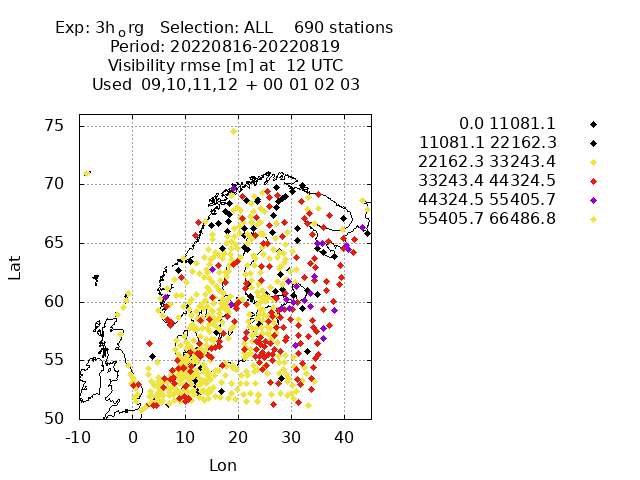 Exp: 3horg Selection: ALL 690 stations
Period: 20220816-20220819
Visibility rmse [m] at 12 UTC
Used 09,10,11,12 + 00 01 02 03
0.0 11081.1
11081.1 22162.3
22162.3 33243.4
33243.4 44324.5
44324.5 55405.7
55405.7 66486.8
75
70
65
60
55
50
Lat
-10 0 10 20 30 40
Lon